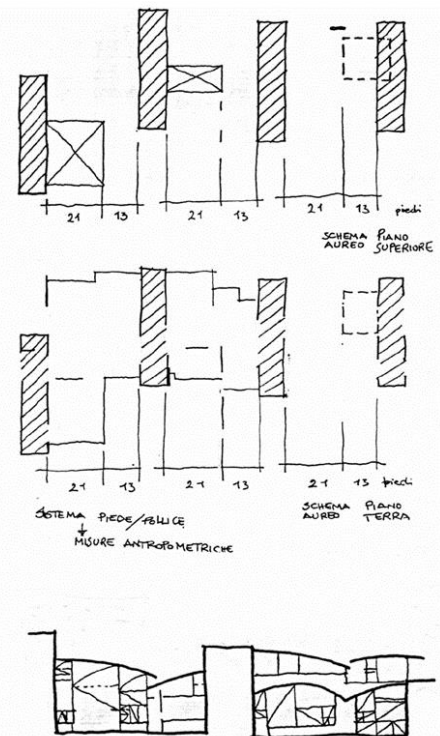 21 13 21 13 21 13 piedi
SCHEMA PIANO
AUREO SUPERIORE
21 13 21 13 21 13 piedi
SCHEMA PIANO
AUREO TERRA
SISTEMA PIEDE/POLLICE
MISURE ANTROPOMETRICHE